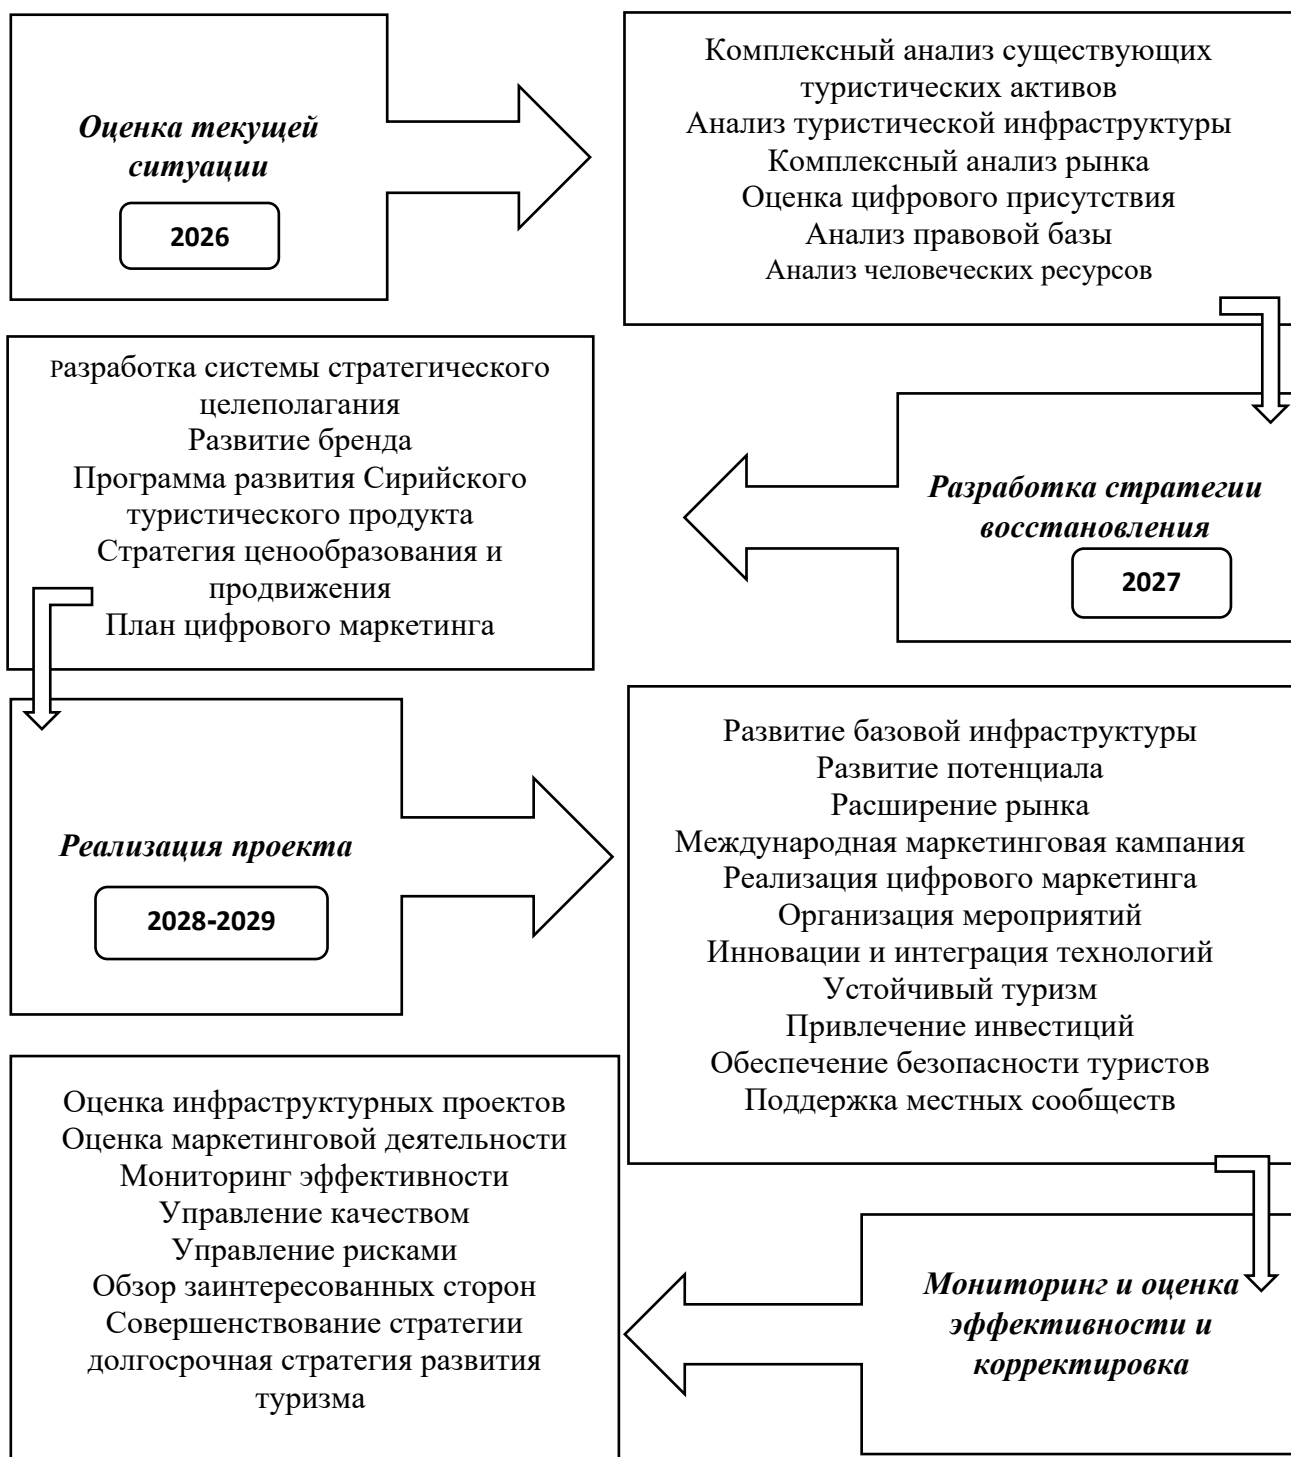 Оценка текущей
ситуации
2026
Комплексный анализ существующих
туристических активов
Анализ туристической инфраструктуры
Комплексный анализ рынка
Оценка цифрового присутствия
Анализ правовой базы
Анализ человеческих ресурсов
Разработка стратегии
восстановления
2027
Разработка системы стратегического
целеполагания
Развитие бренда
Программа развития Сирийского
туристического продукта
Стратегия ценообразования и
продвижения
План цифрового маркетинга
Реализация проекта
2028-2029
Развитие базовой инфраструктуры
Развитие потенциала
Расширение рынка
Международная маркетинговая кампания
Реализация цифрового маркетинга
Организация мероприятий
Инновации и интеграция технологий
Устойчивый туризм
Привлечение инвестиций
Обеспечение безопасности туристов
Поддержка местных сообществ
Мониторинг и оценка
эффективности и
корректировка
Оценка инфраструктурных проектов
Оценка маркетинговой деятельности
Мониторинг эффективности
Управление качеством
Управление рисками
Обзор заинтересованных сторон
Совершенствование стратегии
долгосрочная стратегия развития
туризма